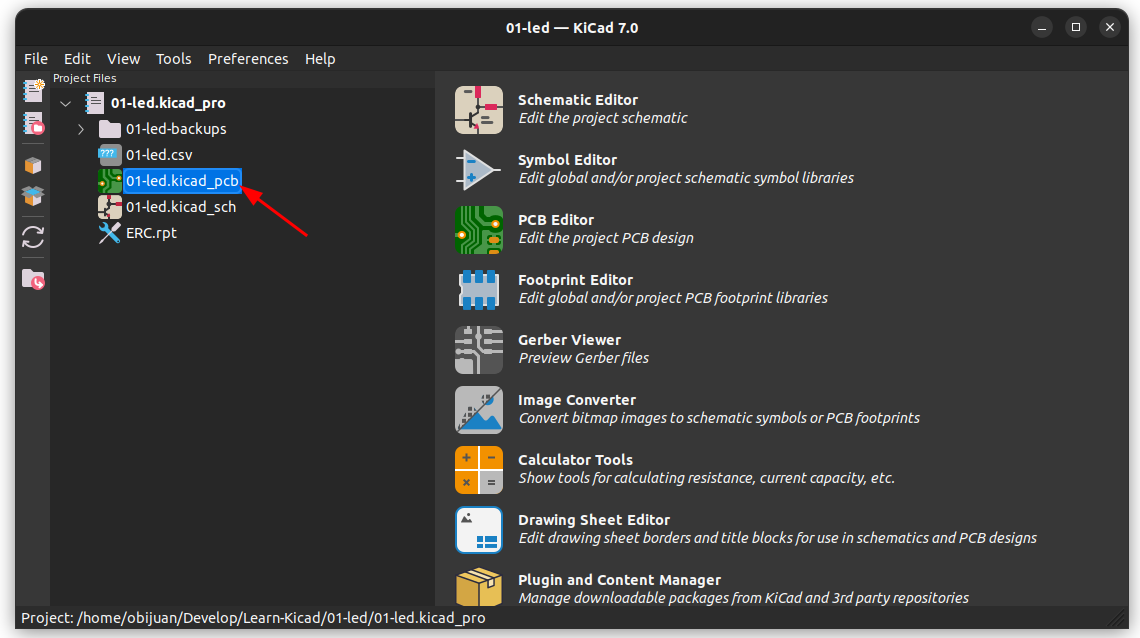 01-led — KiCad 7.0
File Edit View Tools Preferences Help
Project Files
01-led.kicad_pro
01-led-backups
???
01-led.csv
01-led.kicad_pcb
01-led.kicad_sch
ERC.rpt
Schematic Editor
Edit the project schematic
Symbol Editor
Edit global and/or project schematic symbol libraries
PCB Editor
Edit the project PCB design
Footprint Editor
Edit global and/or project PCB footprint libraries
Gerber Viewer
Preview Gerber files
Image Converter
Convert bitmap images to schematic symbols or PCB footprints
Calculator Tools
Show tools for calculating resistance, current capacity, etc.
Drawing Sheet Editor
Edit drawing sheet borders and title blocks for use in schematics and PCB designs
Plugin and Content Manager
Manage downloadable packages from KiCad and 3rd party repositories
Project: /home/obijuan/Develop/Learn-Kicad/01-led/01-led.kicad_pro